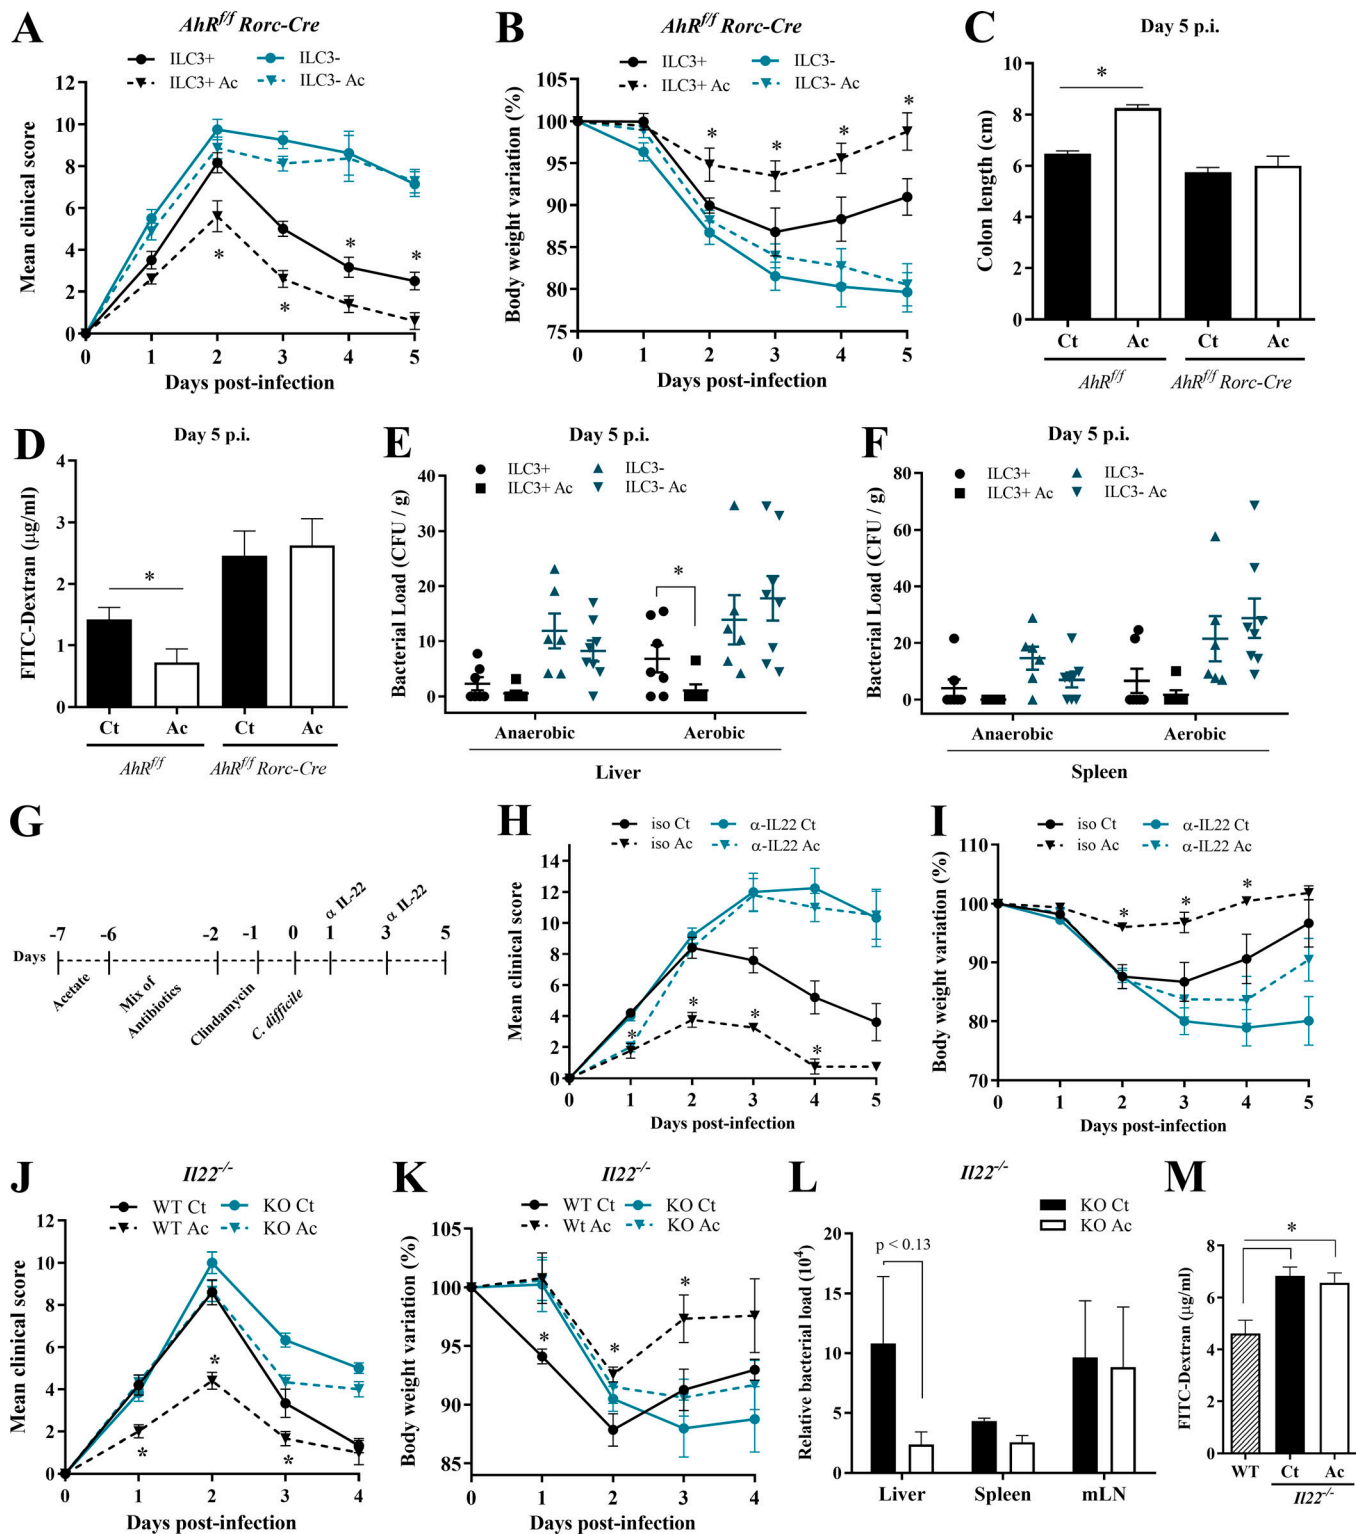 A
AhR^f/f Rorc-Cre
ILC3+ ILC3-
ILC3+ Ac ILC3- Ac
Mean clinical score
12
10
8
6
4
2
0
0 1 2 3 4 5
Days post-infection
* * * *
B
AhR^f/f Rorc-Cre
ILC3+ ILC3-
ILC3+ Ac ILC3- Ac
Body weight variation (%)
105
100
95
90
85
80
75
0 1 2 3 4 5
Days post-infection
* * * *
C
Day 5 p.i.
Colon length (cm)
10
8
6
4
2
0
*
Ct Ac Ct Ac
AhR^f/f AhR^f/f Rorc-Cre
D
Day 5 p.i.
FITC-Dextran (µg/ml)
4
3
2
1
0
*
Ct Ac Ct Ac
AhR^f/f AhR^f/f Rorc-Cre
E
Day 5 p.i.
ILC3+ ILC3-
ILC3+ Ac ILC3- Ac
Bacterial Load (CFU / g)
40
30
20
10
0
*
Anaerobic Aerobic
Liver
F
Day 5 p.i.
ILC3+ ILC3-
ILC3+ Ac ILC3- Ac
Bacterial Load (CFU / g)
80
60
40
20
0
Anaerobic Aerobic
Spleen
G
α IL-22 α IL-22
-7 -6 -2 -1 0 1 3 5
Days
Acetate
Mix of
Antibiotics
Clindamycin
C. difficile
H
iso Ct α-IL22 Ct
iso Ac α-IL22 Ac
Mean clinical score
14
12
10
8
6
4
2
0
0 1 2 3 4 5
Days post-infection
* * * *
I
iso Ct α-IL22 Ct
iso Ac α-IL22 Ac
Body weight variation (%)
110
100
90
80
70
0 1 2 3 4 5
Days post-infection
* * *
J
Il22^-/-
WT Ct KO Ct
WT Ac KO Ac
Mean clinical score
12
10
8
6
4
2
0
0 1 2 3 4
Days post-infection
* * *
K
Il22^-/-
WT Ct KO Ct
Wt Ac KO Ac
Body weight variation (%)
105
100
95
90
85
0 1 2 3 4
Days post-infection
* * *
L
Il22^-/-
KO Ct
KO Ac
Relative bacterial load (10^4)
20
15
10
5
0
p < 0.13
Liver Spleen mLN
M
FITC-Dextran (µg/ml)
8
6
4
2
0
*
WT Ct Ac
Il22^-/-